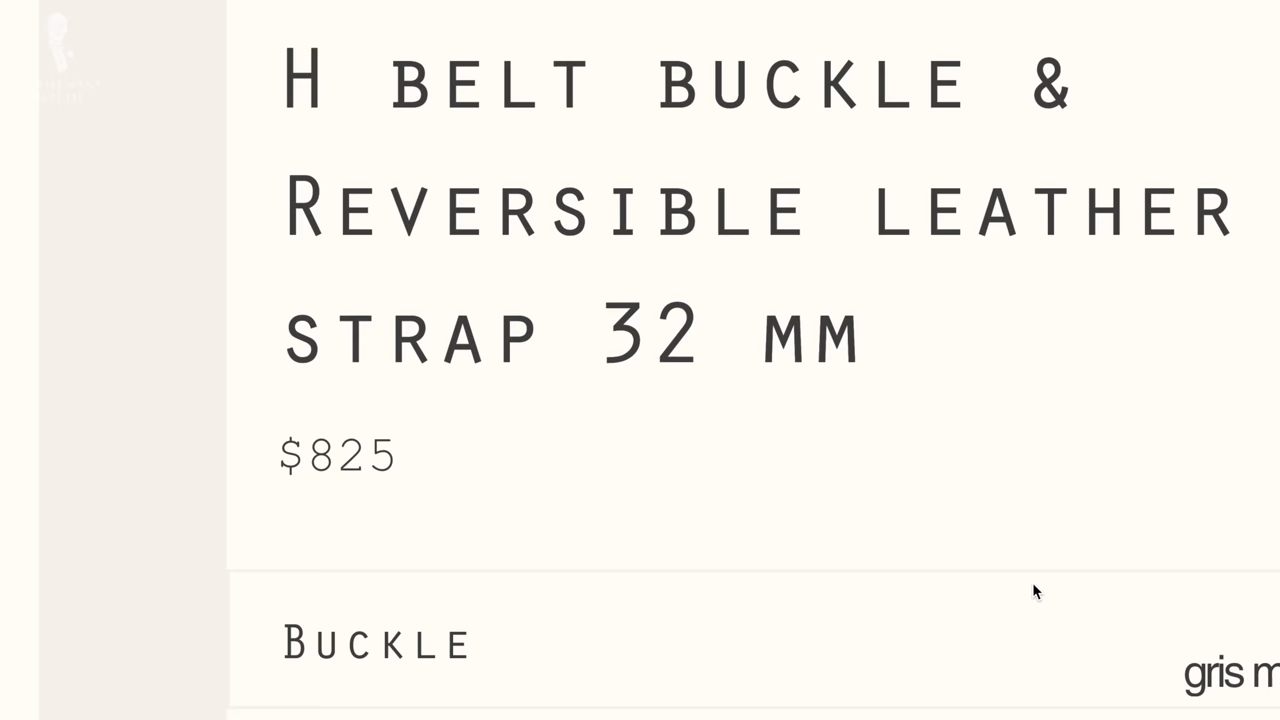 H BELT BUCKLE &
REVERSIBLE LEATHER
STRAP 32 MM
$825
BUCKLE
gris m